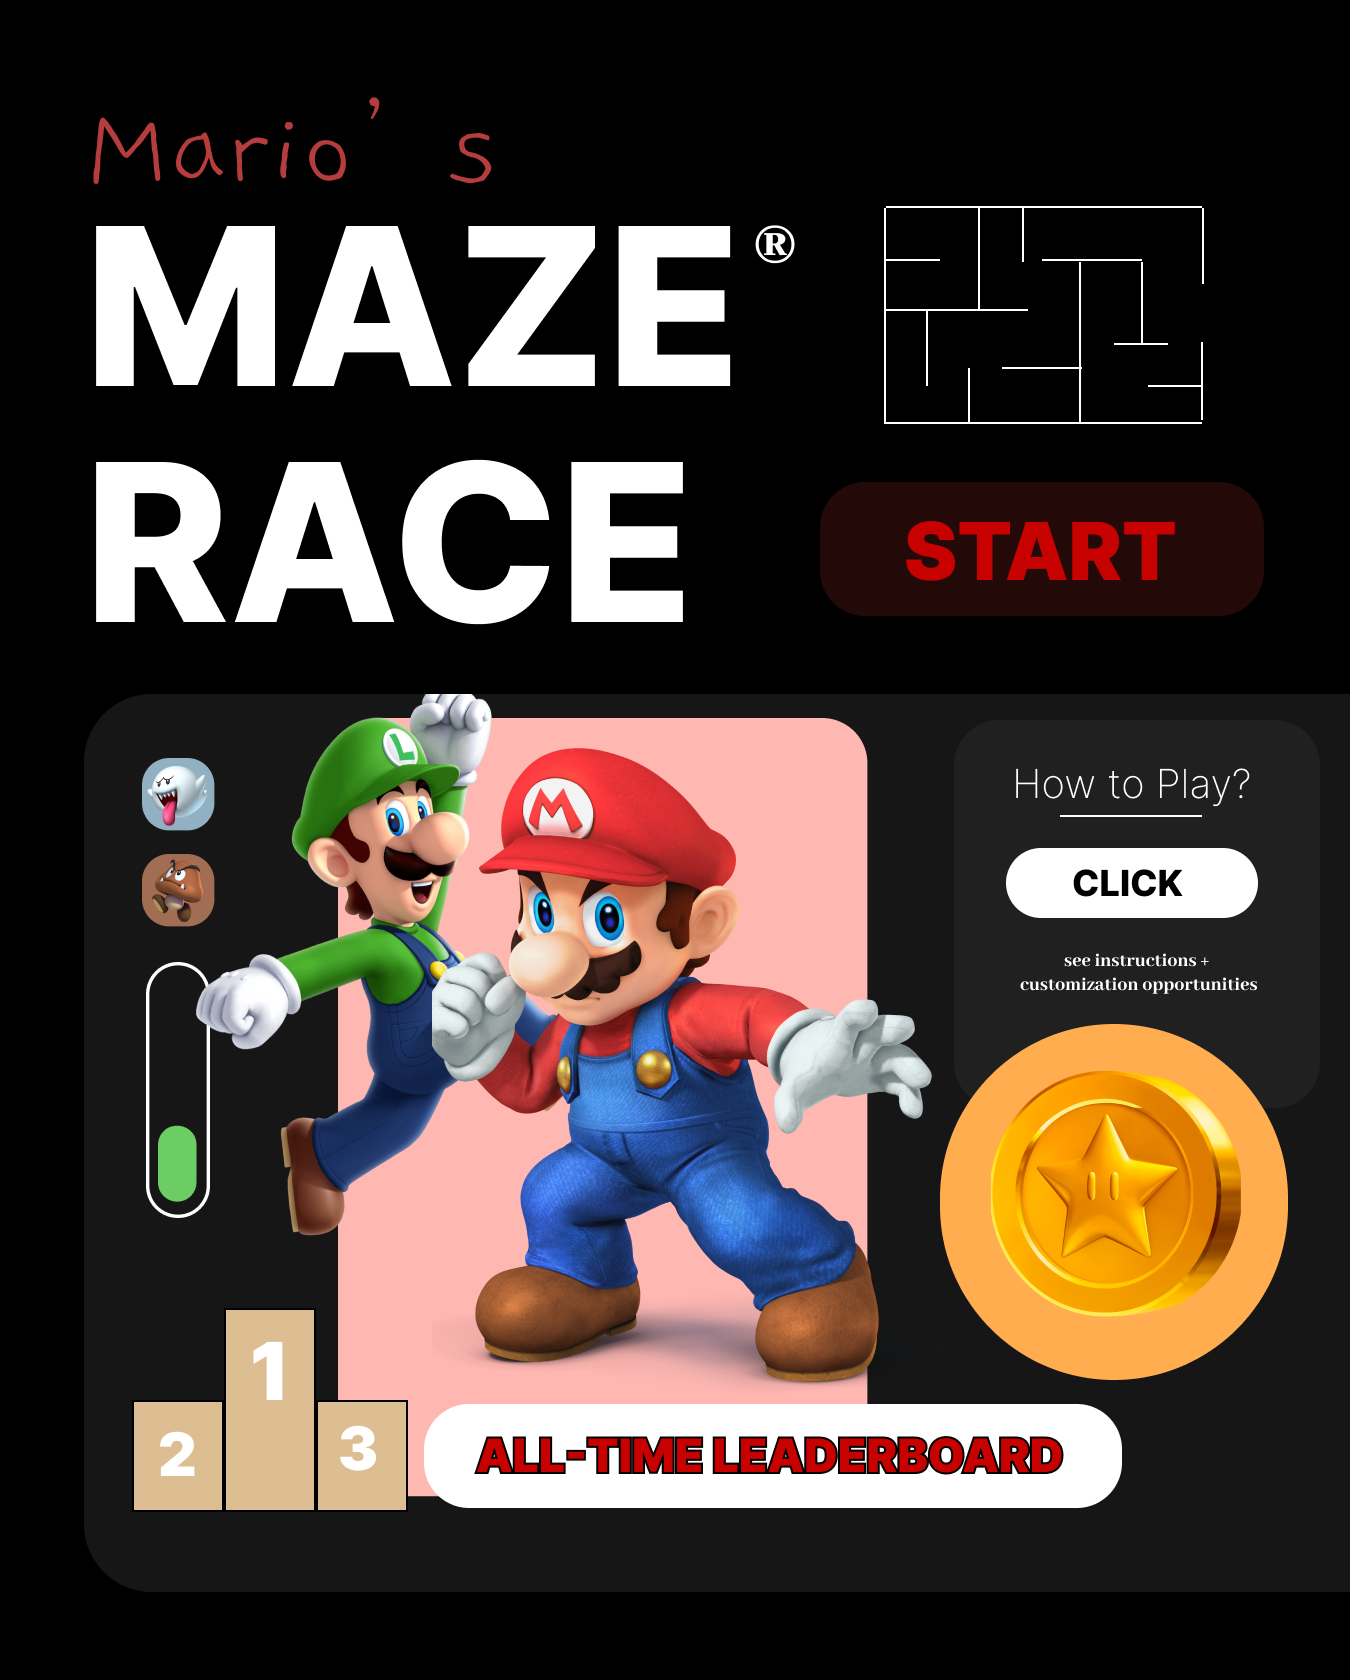 Mario's
MAZE®
RACE
START
L
M
How to Play?
CLICK
see instructions +
customization opportunities
1
2
3
ALL-TIME LEADERBOARD